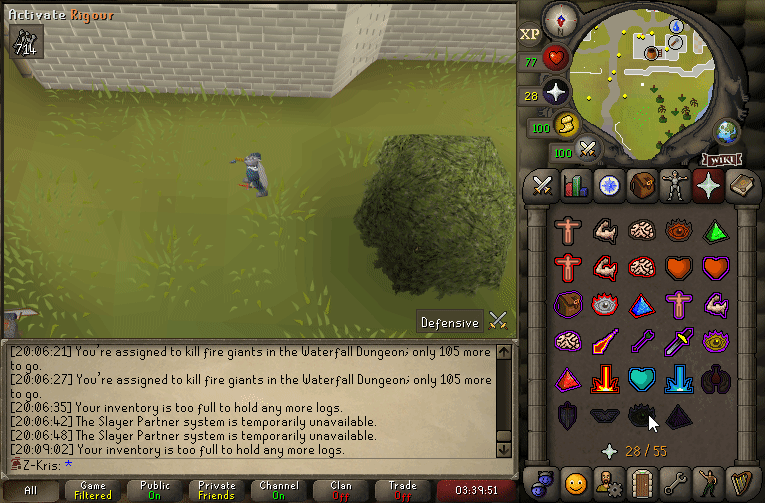 Activate Rigour
714
XP
77
28
100
100
WIKI
Defensive
[20:06:21] You're assigned to kill fire giants in the Waterfall Dungeon; only 105 more
to go.
[20:06:27] You're assigned to kill fire giants in the Waterfall Dungeon; only 105 more
to go.
[20:06:35] Your inventory is too full to hold any more logs.
[20:06:42] The Slayer Partner system is temporarily unavailable.
[20:06:48] The Slayer Partner system is temporarily unavailable.
[20:09:02] Your inventory is too full to hold any more logs.
Z-Kris: *
28 / 55
All
Game
Filtered
Public
On
Private
Friends
Channel
On
Clan
Off
Trade
Off
03:39:51